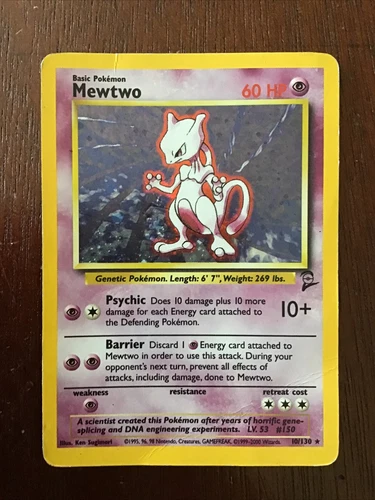 Basic Pokémon
Mewtwo 60 HP
Genetic Pokémon. Length: 6' 7", Weight: 269 lbs.
Psychic Does 10 damage plus 10 more
damage for each Energy card attached to
the Defending Pokémon.
10+
Barrier Discard 1 Energy card attached to
Mewtwo in order to use this attack. During your
opponent's next turn, prevent all effects of
attacks, including damage, done to Mewtwo.
weakness resistance retreat cost
A scientist created this Pokémon after years of horrific gene-
splicing and DNA engineering experiments. LV. 53 #150
Illus. Ken Sugimori ©1995, 96, 98 Nintendo, Creatures, GAMEFREAK. ©1999-2000 Wizards. 10/130 ★